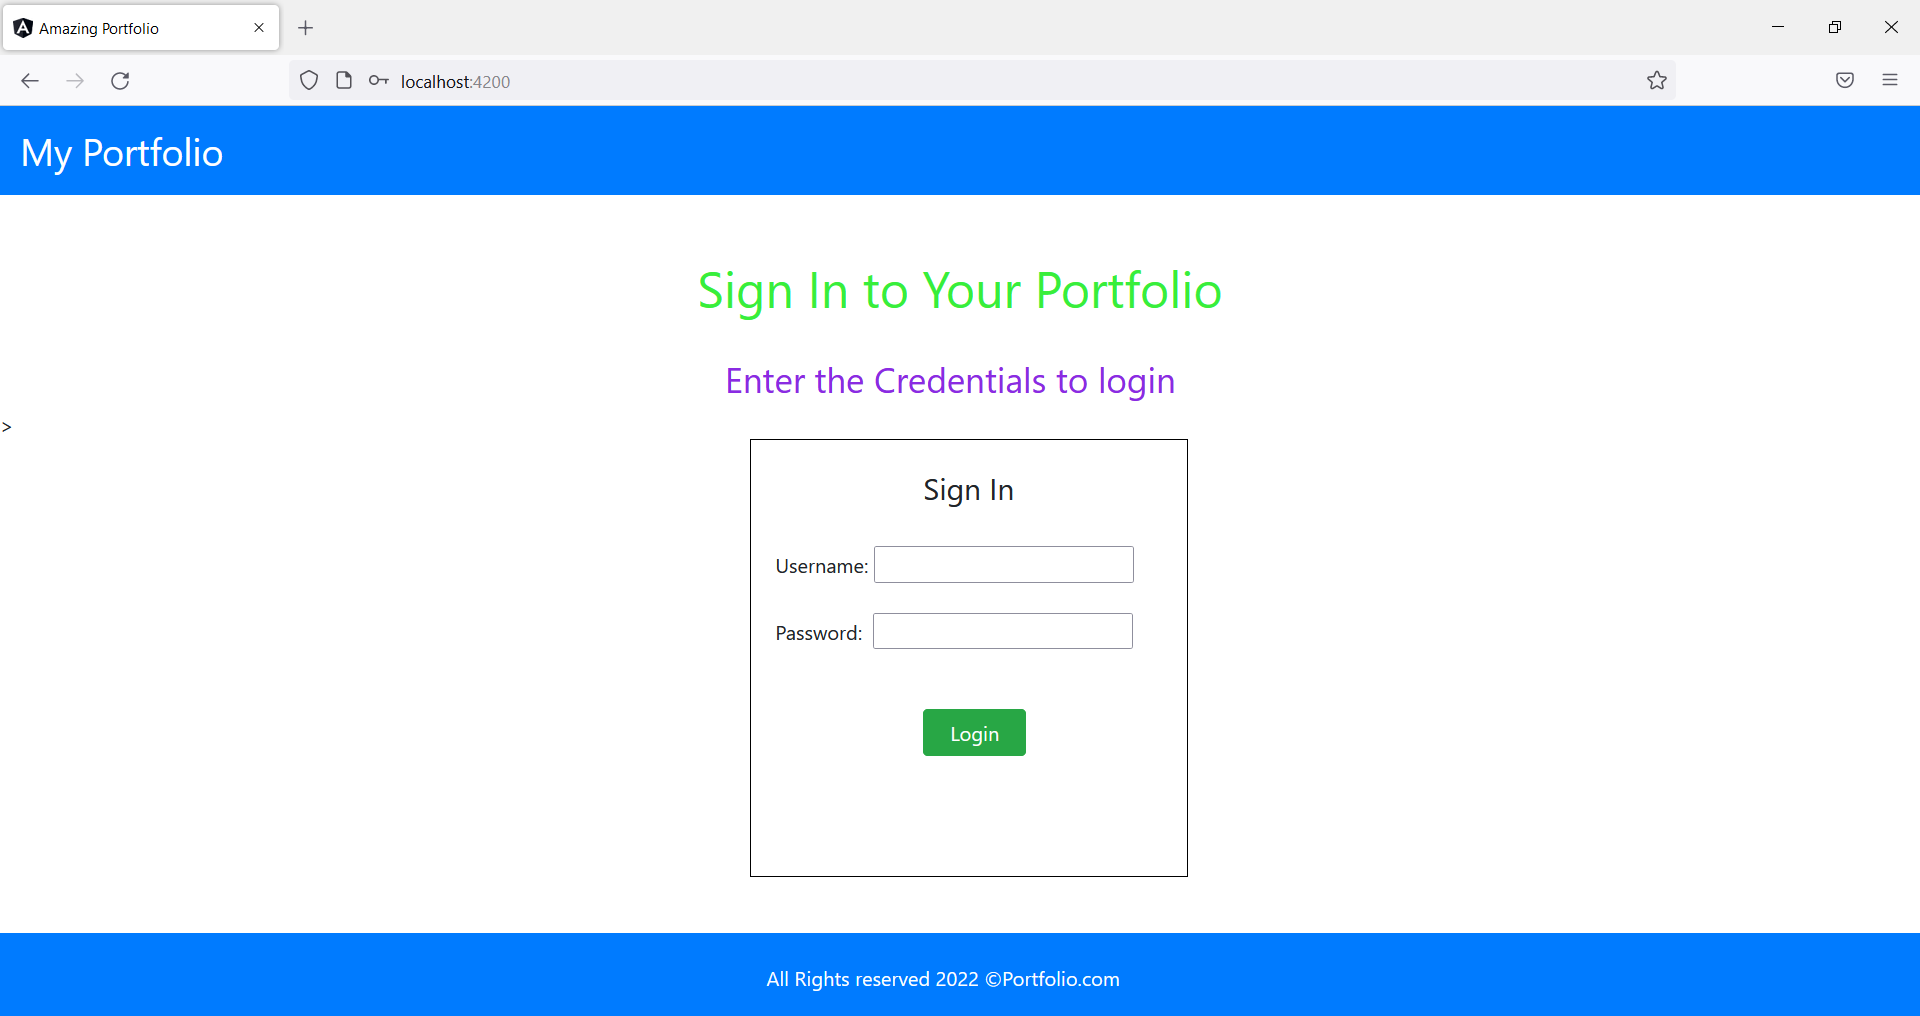 Amazing Portfolio
localhost:4200
My Portfolio
Sign In to Your Portfolio
Enter the Credentials to login
>
Sign In
Username:
Password:
Login
All Rights reserved 2022 ©Portfolio.com